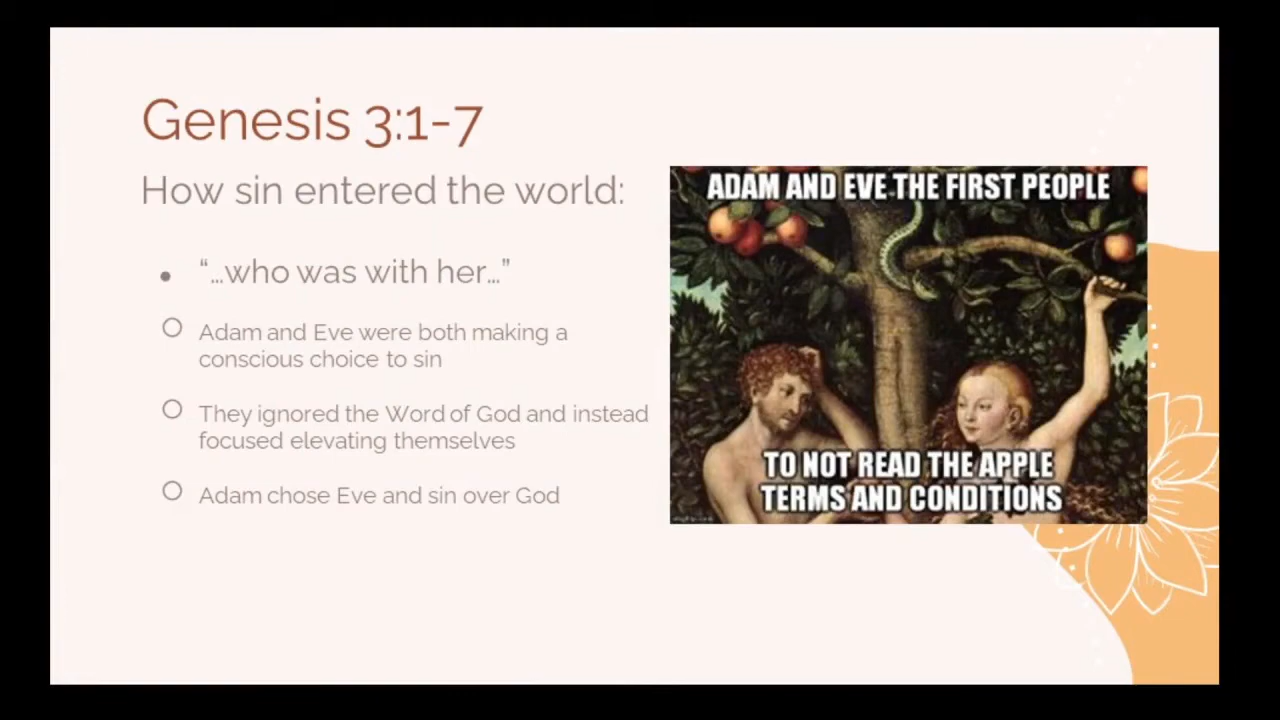 Genesis 3:1-7
How sin entered the world:
“…who was with her…”
Adam and Eve were both making a
conscious choice to sin
They ignored the Word of God and instead
focused elevating themselves
Adam chose Eve and sin over God
ADAM AND EVE THE FIRST PEOPLE
TO NOT READ THE APPLE
TERMS AND CONDITIONS